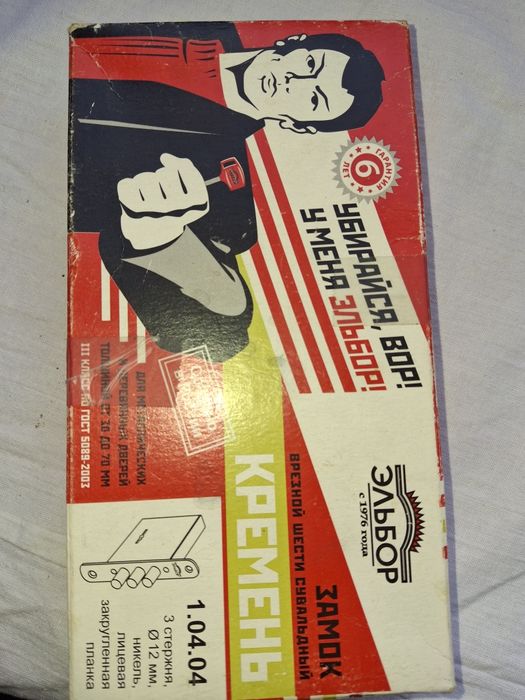 ГАРАНТИЯ
6
ЛЕТ
УБИРАЙСЯ, ВОР!
У МЕНЯ ЭЛЬБОР!
ЭЛЬБОР
с 1976 года
ЗАМОК
ВРЕЗНОЙ ШЕСТИ СУВАЛЬДНЫЙ
КРЕМЕНЬ
ДЛЯ МЕТАЛЛИЧЕСКИХ
И ДЕРЕВЯННЫХ ДВЕРЕЙ
ТОЛЩИНОЙ ОТ 30 ДО 70 ММ
III КЛАСС ПО ГОСТ 5089-2003
1.04.04
3 стержня,
Ø 12 мм,
никель,
лицевая
закругленная
планка